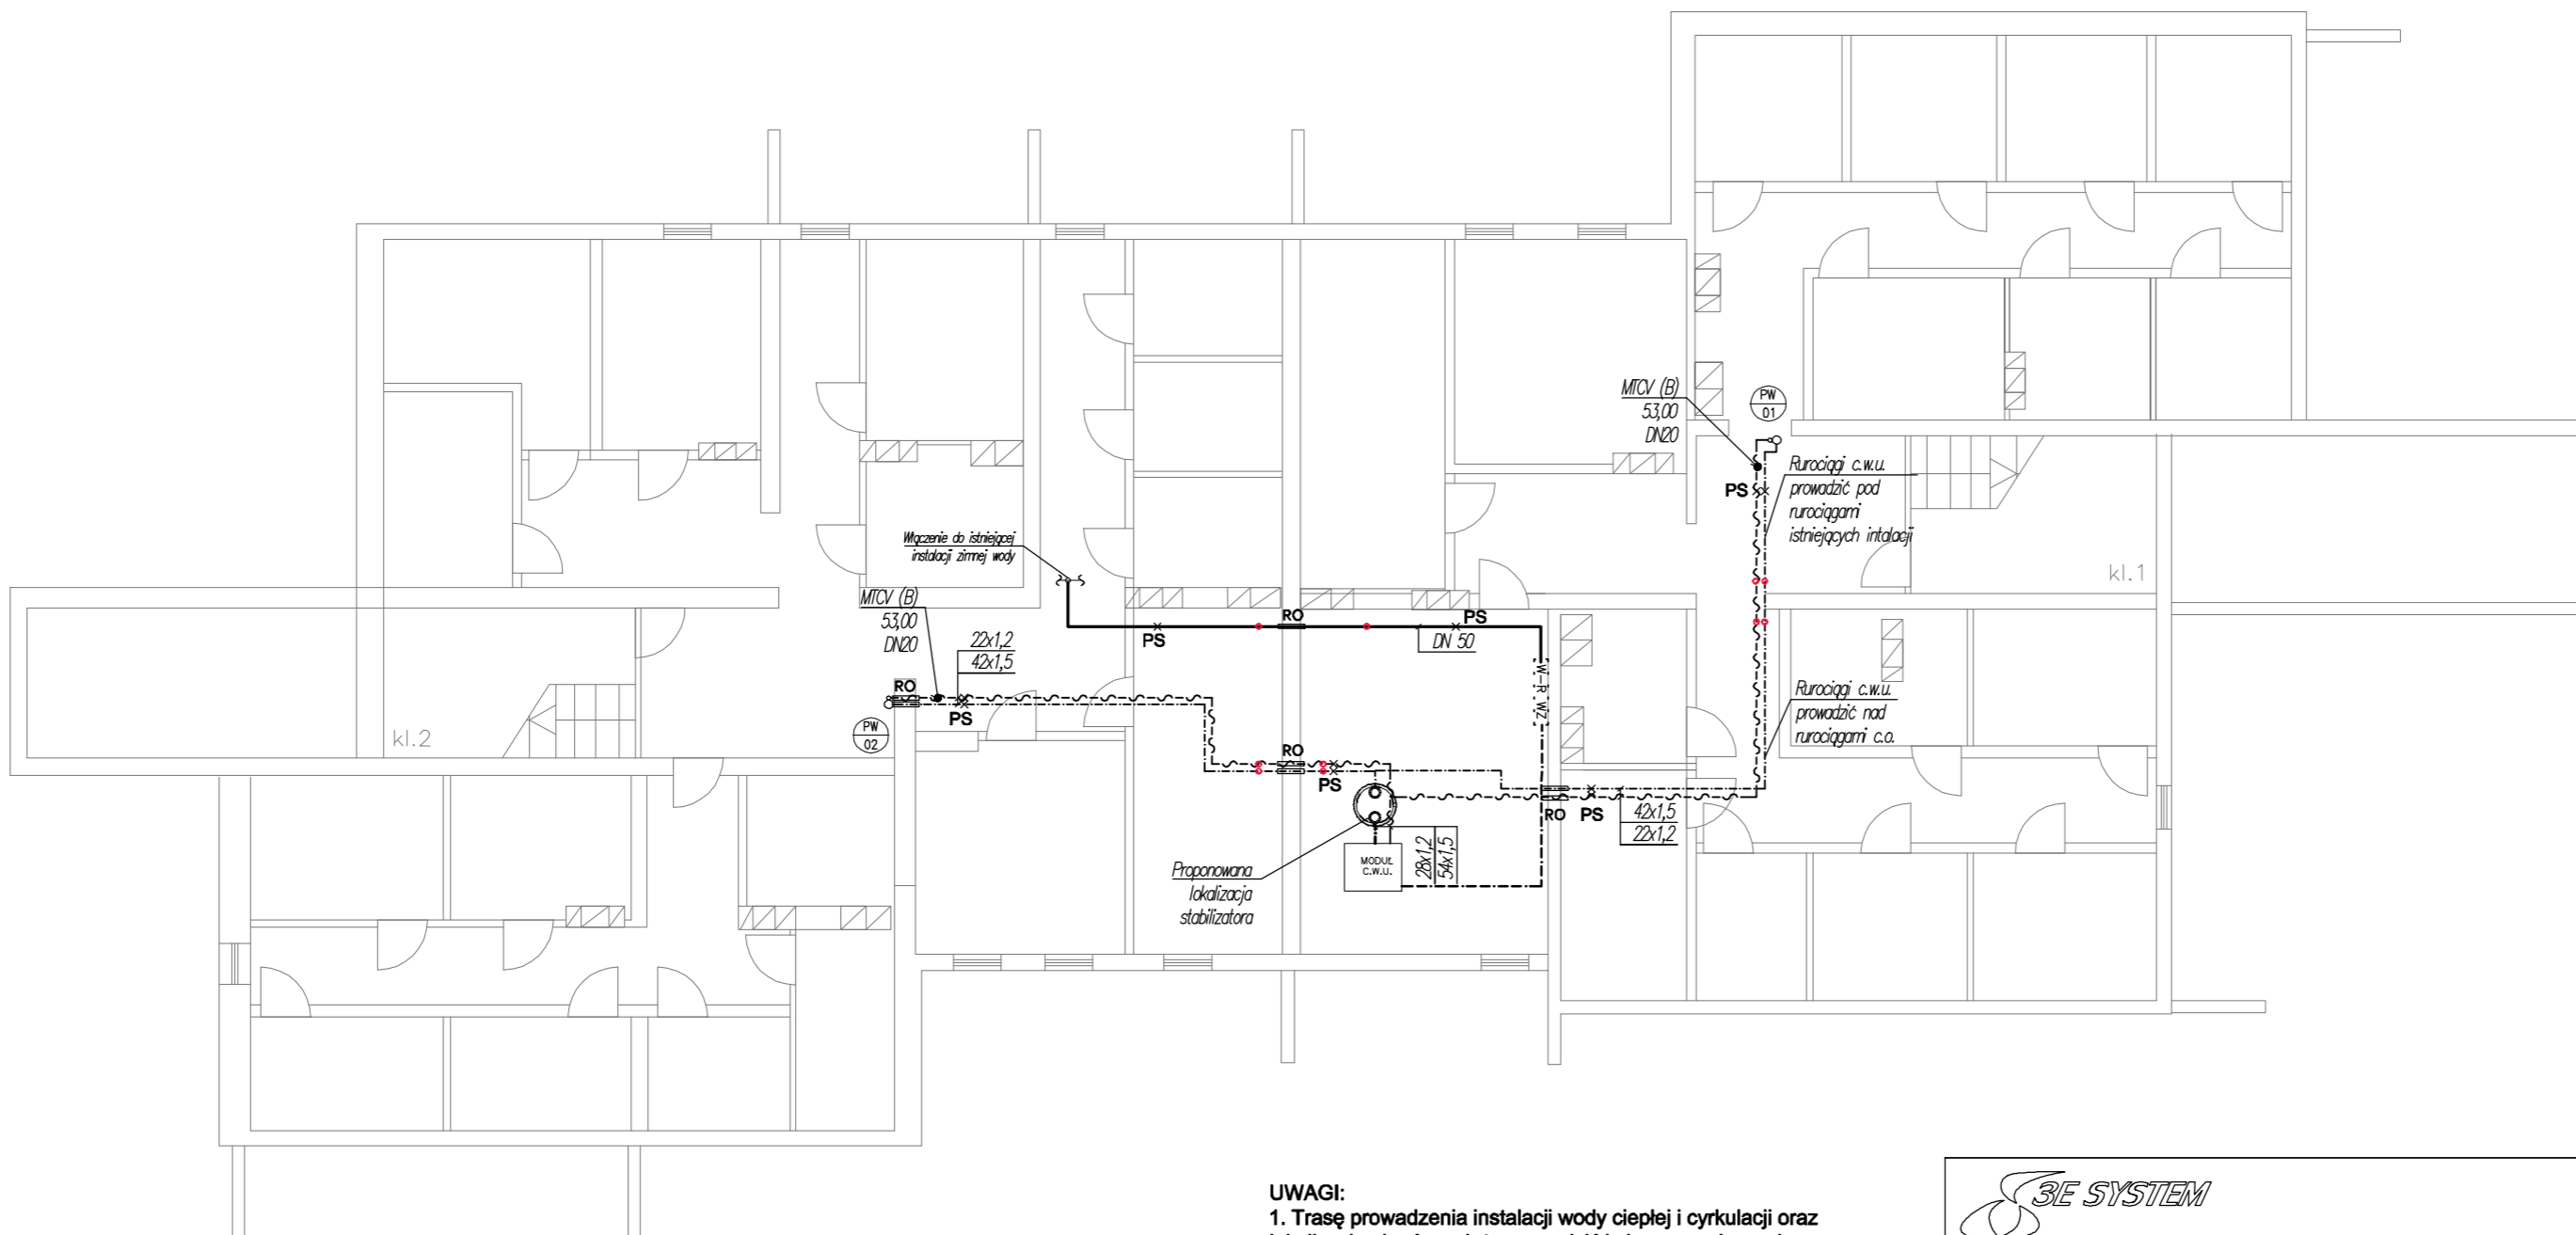 MTCV (B)
53,00
DN20
PW
01
PS
Rurociągi c.w.u.
prowadzić pod
rurociągami
istniejących intalacji
kl.1
Włączenie do istniejącej
instalacji zimnej wody
MTCV (B)
53,00
DN20
22x1,2
42x1,5
RO
PS
PW
02
kl.2
PS
RO
PS
DN 50
W-R WZ
Rurociągi c.w.u.
prowadzić nad
rurociągami c.o.
RO
PS
RO
PS
42x1,5
22x1,2
28x1,2
54x1,5
MODUŁ
C.W.U.
Proponowana
lokalizacja
stabilizatora
UWAGI:
1. Trasę prowadzenia instalacji wody ciepłej i cyrkulacji oraz
3E SYSTEM